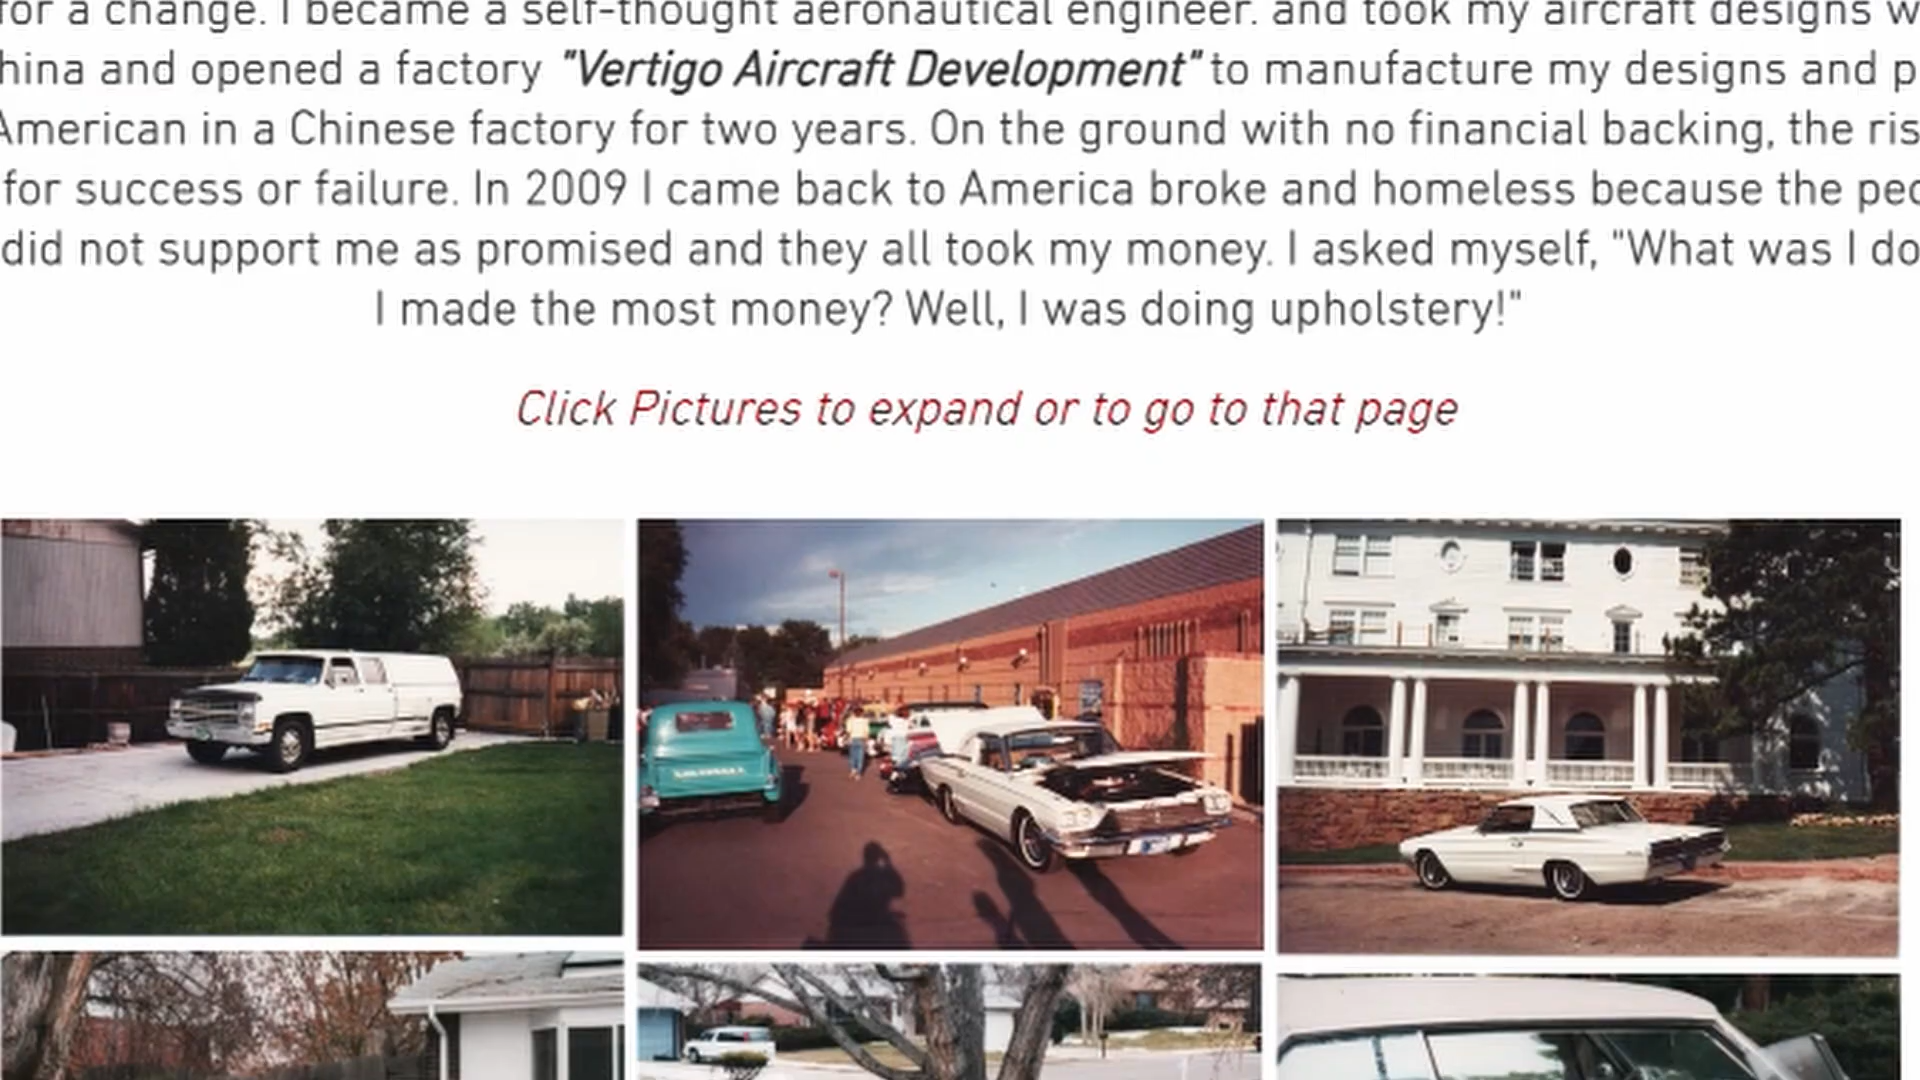 for a change. I became a self-thought aeronautical engineer. and took my aircraft designs
hina and opened a factory "Vertigo Aircraft Development" to manufacture my designs and p
American in a Chinese factory for two years. On the ground with no financial backing, the ris
for success or failure. In 2009 I came back to America broke and homeless because the peo
did not support me as promised and they all took my money. I asked myself, "What was I do
I made the most money? Well, I was doing upholstery!"
Click Pictures to expand or to go to that page